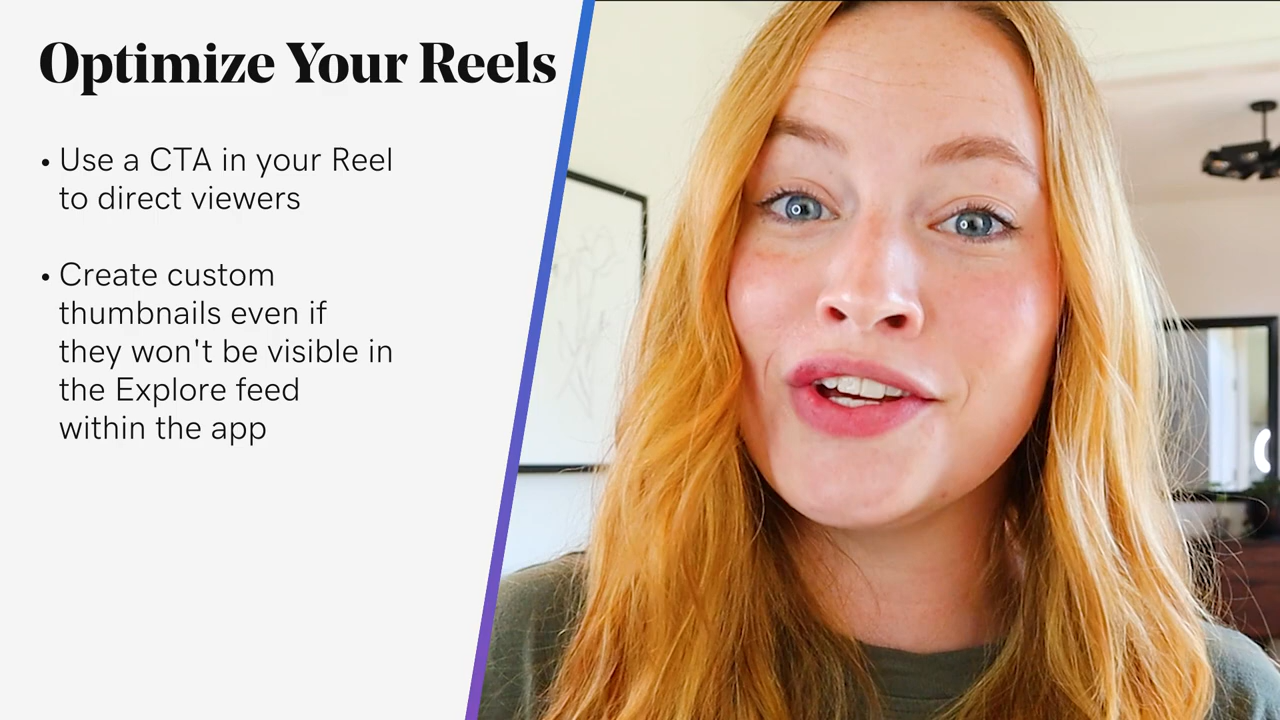 Optimize Your Reels
• Use a CTA in your Reel
to direct viewers
• Create custom
thumbnails even if
they won't be visible in
the Explore feed
within the app